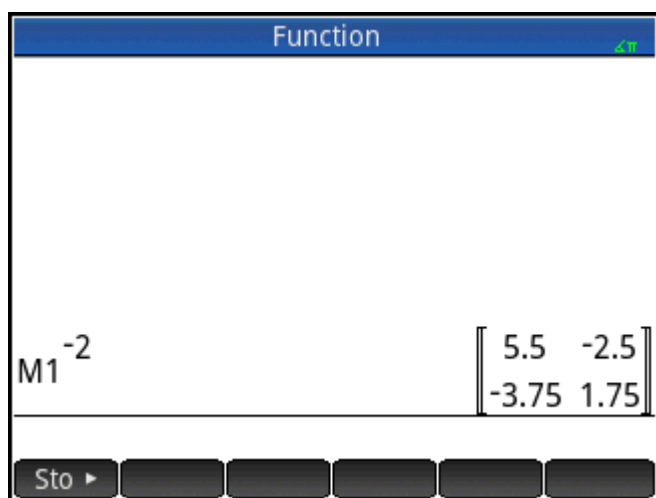 Function
∡π
M1^-2
[[5.5 -2.5]
[-3.75 1.75]]
Sto ▸